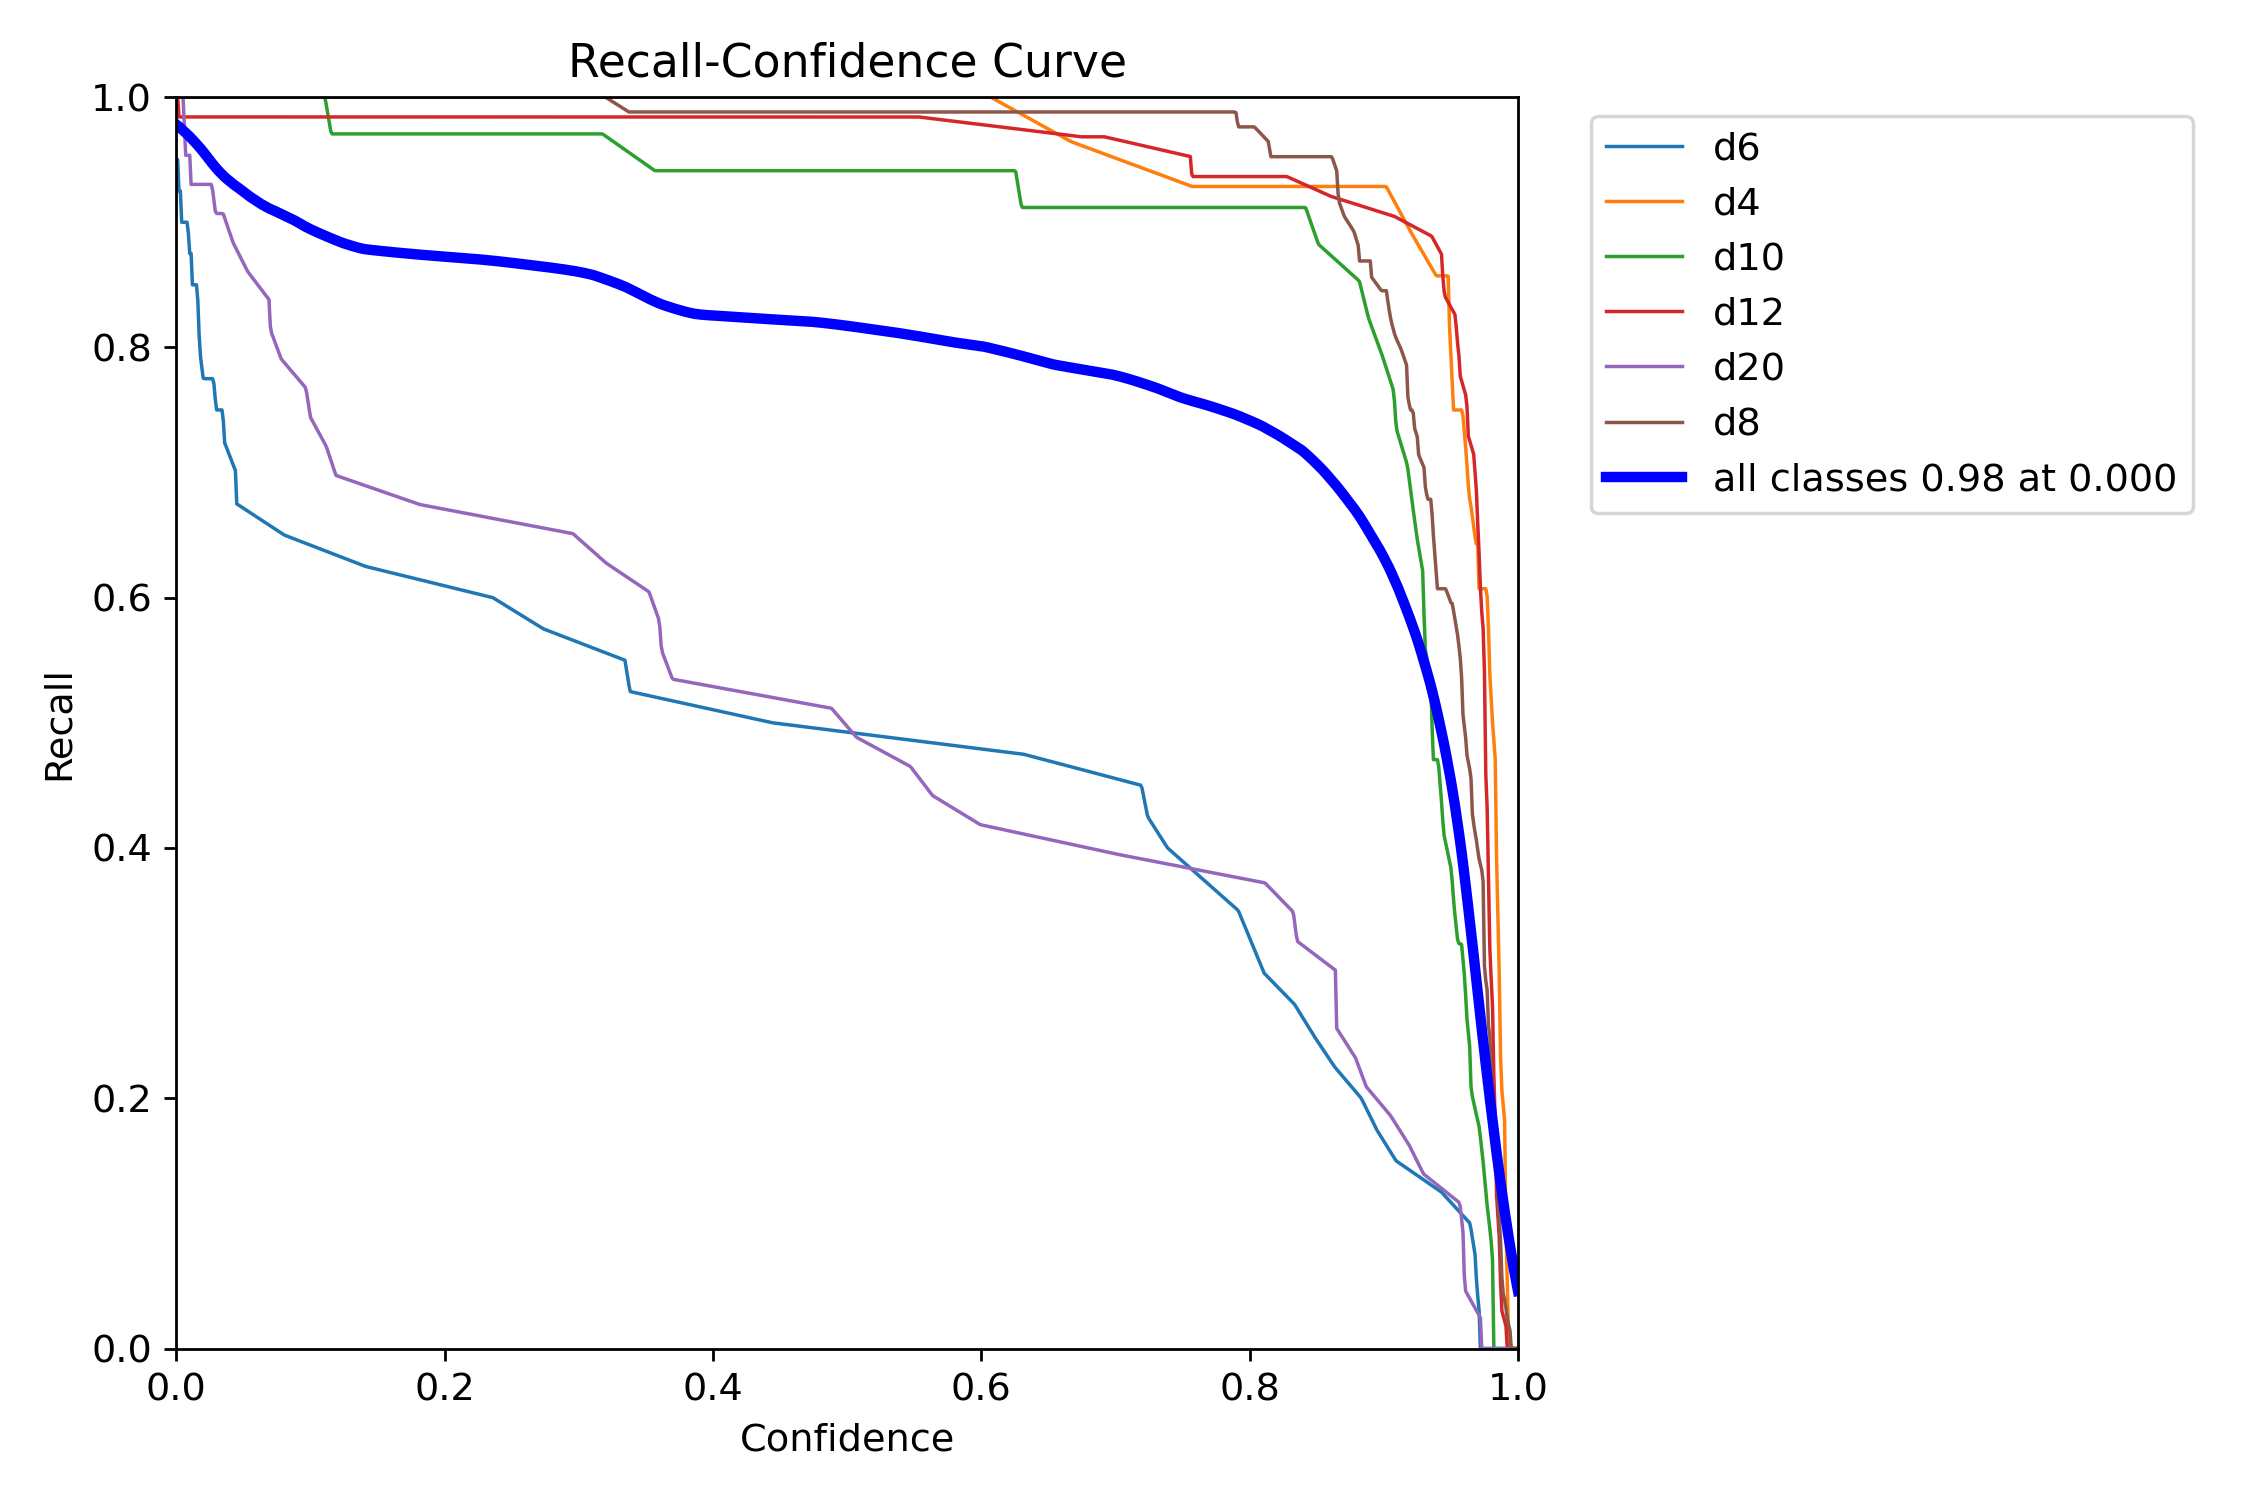 Recall-Confidence Curve
1.0
0.8
0.6
0.4
0.2
0.0
Recall
0.0 0.2 0.4 0.6 0.8 1.0
Confidence
d6
d4
d10
d12
d20
d8
all classes 0.98 at 0.000